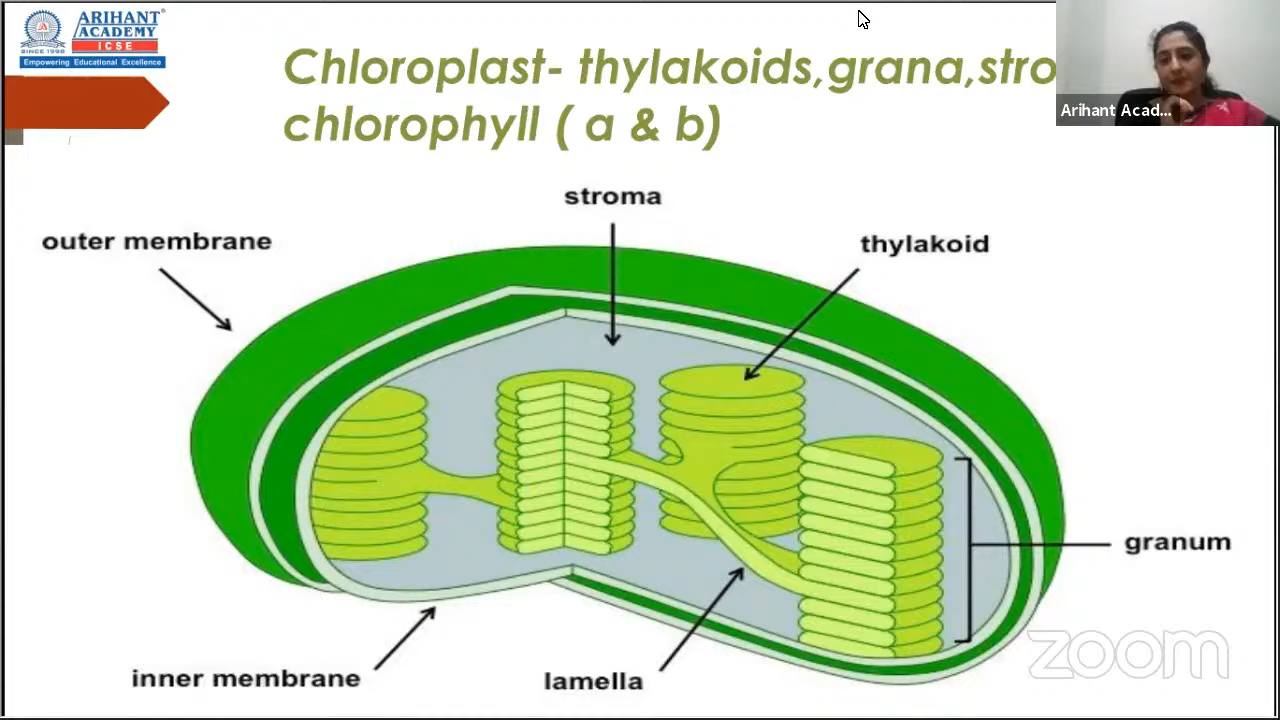 ARIHANT
ACADEMY
ICSE
SINCE 1998
Empowering Educational Excellence
Chloroplast- thylakoids,grana,stro
chlorophyll ( a & b)
Arihant Acad...
stroma
outer membrane
thylakoid
granum
inner membrane
lamella
zoom